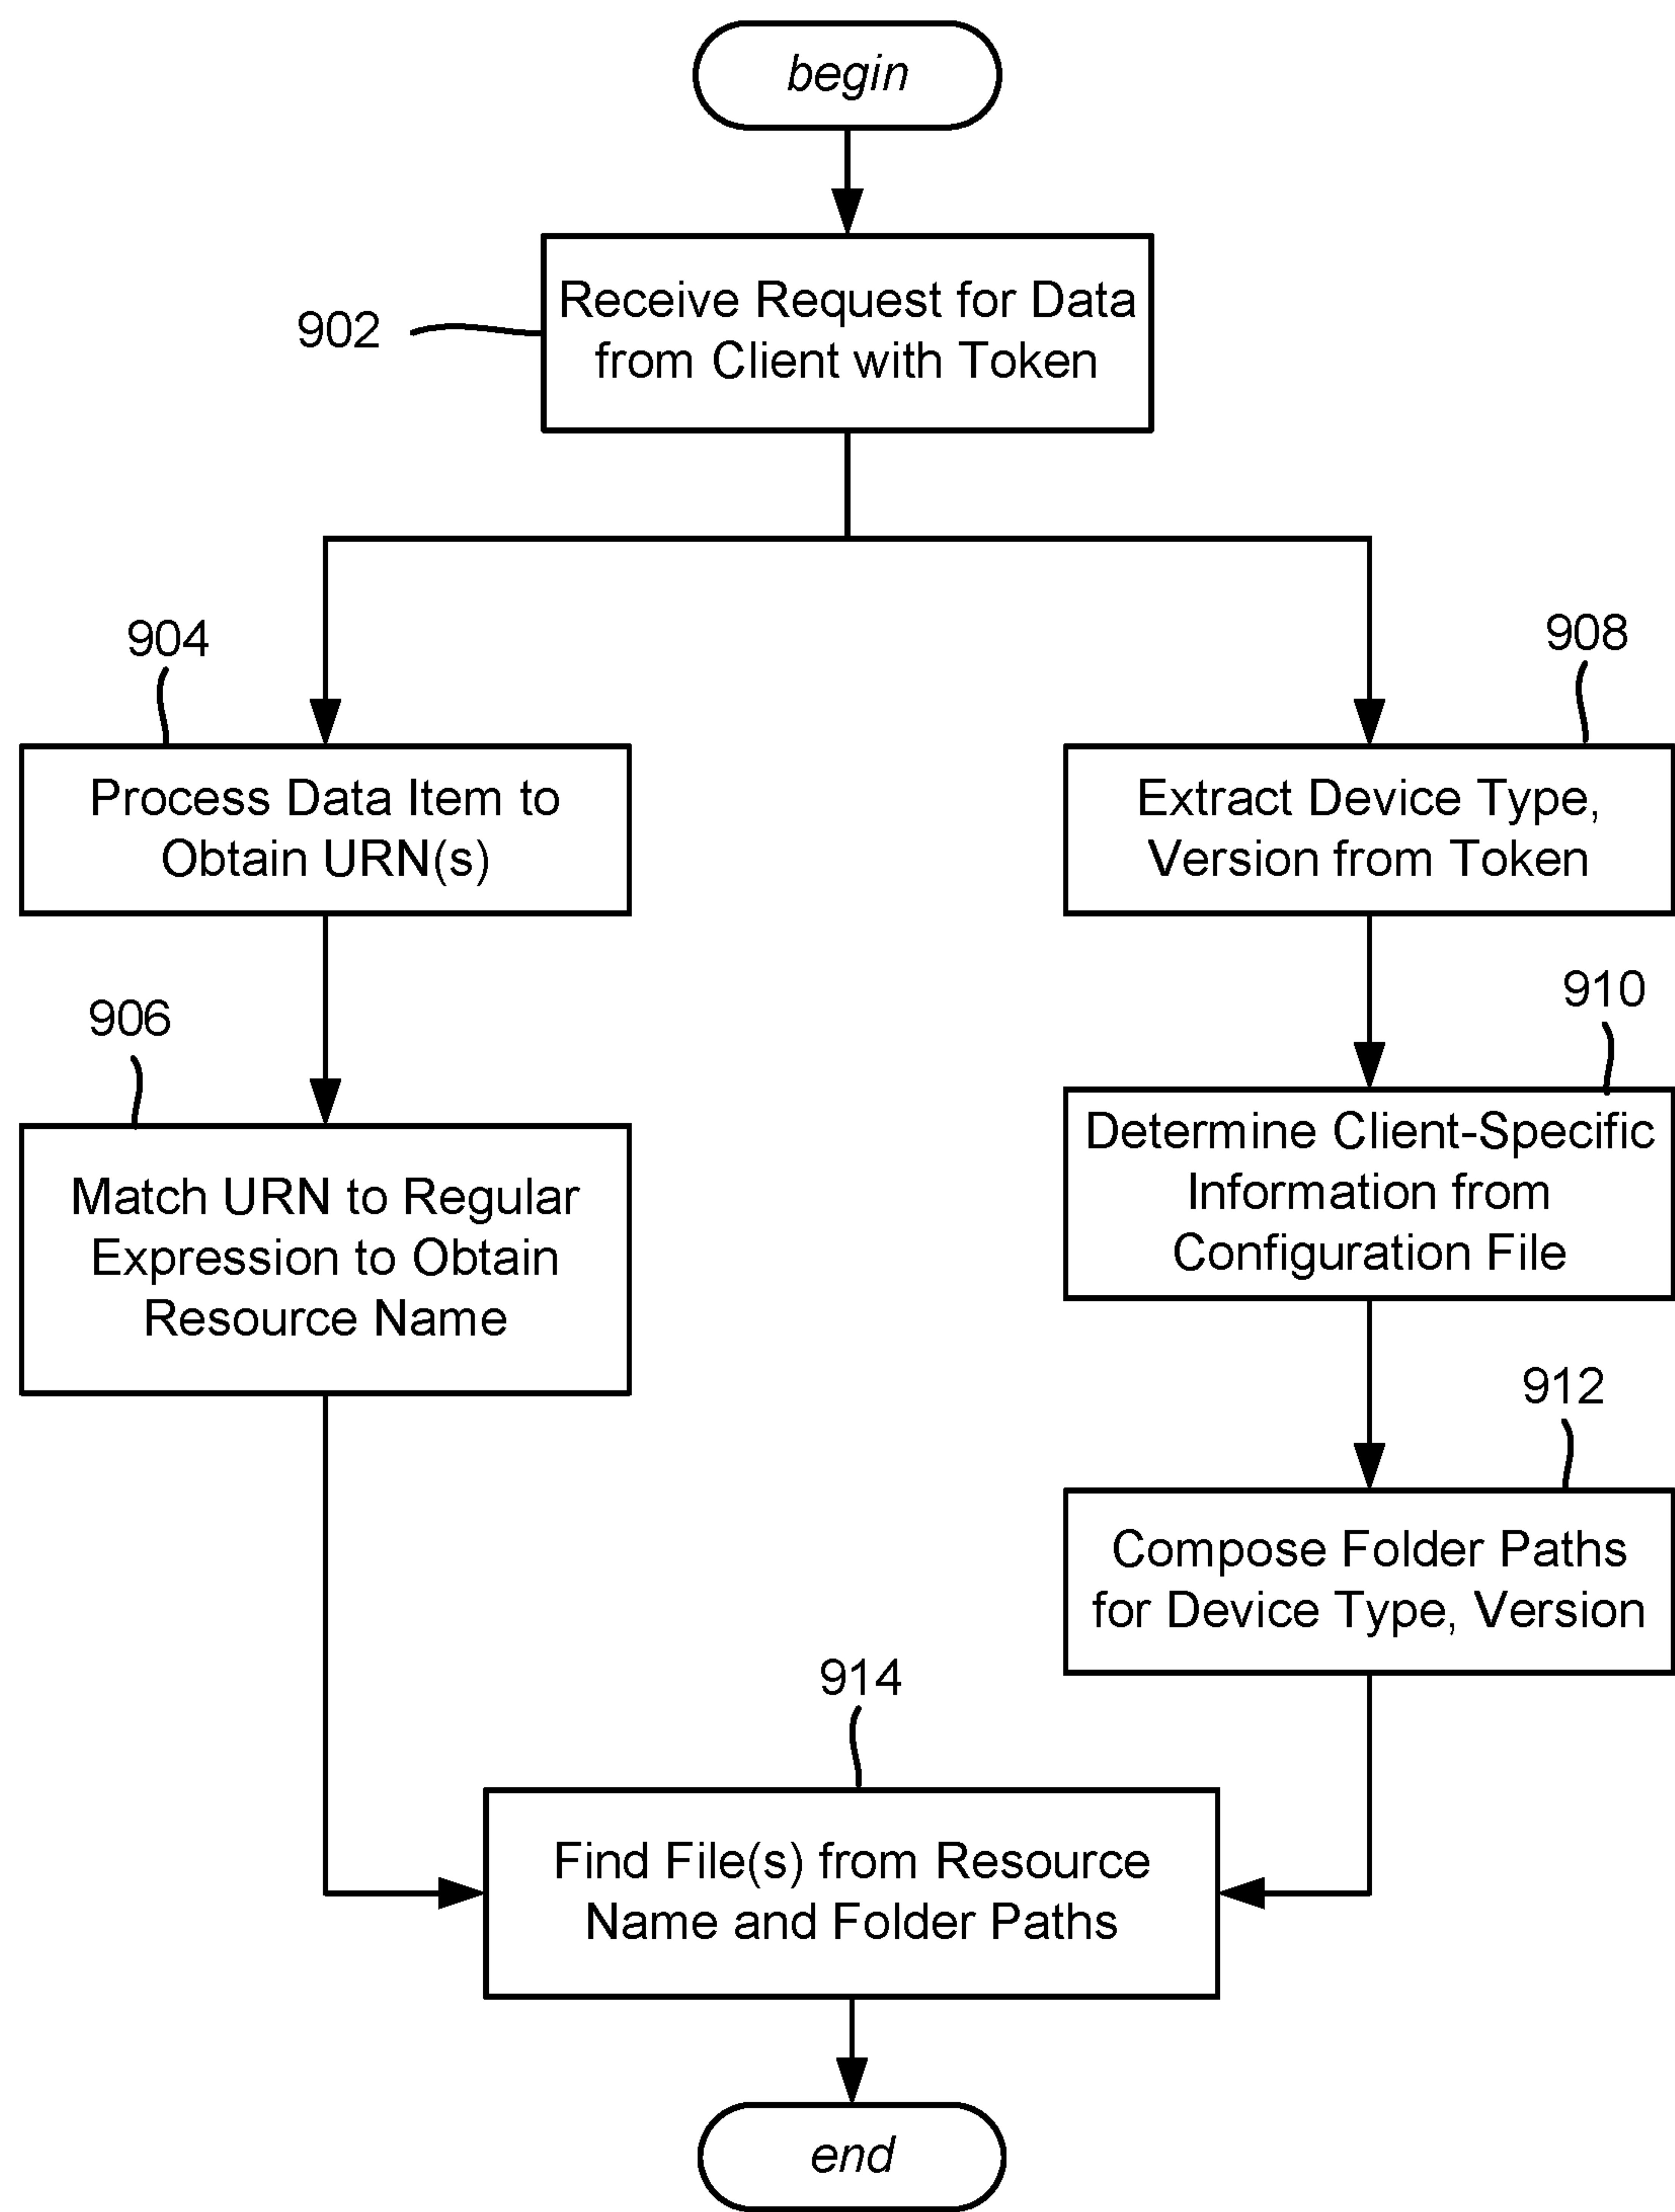 begin
902
Receive Request for Data
from Client with Token
904
Process Data Item to
Obtain URN(s)
906
Match URN to Regular
Expression to Obtain
Resource Name
908
Extract Device Type,
Version from Token
910
Determine Client-Specific
Information from
Configuration File
912
Compose Folder Paths
for Device Type, Version
914
Find File(s) from Resource
Name and Folder Paths
end